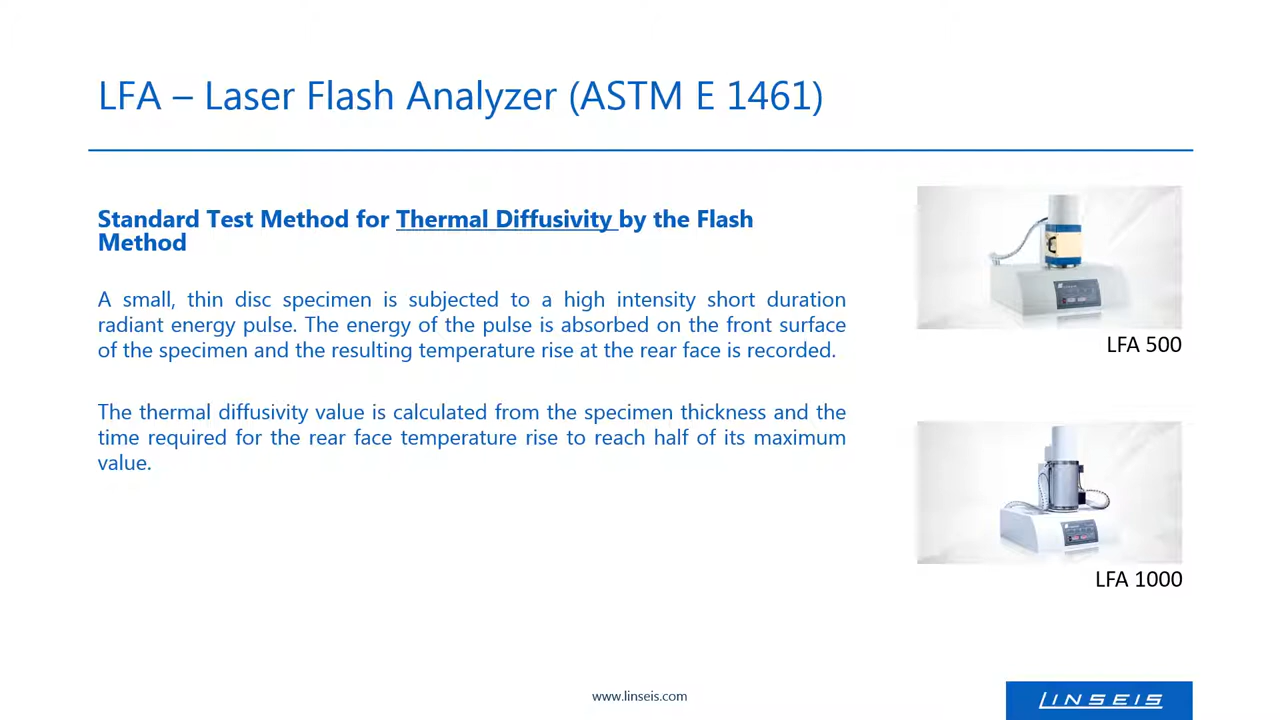 LFA – Laser Flash Analyzer (ASTM E 1461)
Standard Test Method for Thermal Diffusivity by the Flash
Method
A small, thin disc specimen is subjected to a high intensity short duration
radiant energy pulse. The energy of the pulse is absorbed on the front surface
of the specimen and the resulting temperature rise at the rear face is recorded.
The thermal diffusivity value is calculated from the specimen thickness and the
time required for the rear face temperature rise to reach half of its maximum
value.
LFA 500
LFA 1000
www.linseis.com
LINSEIS